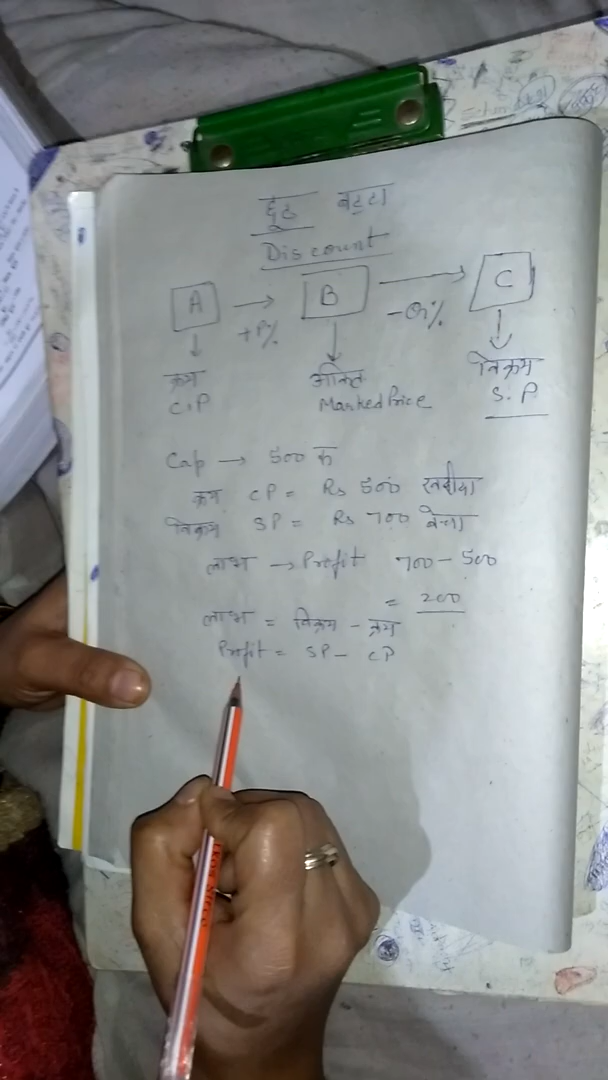 छूट बट्टा
Discount
A → B → C
+P% -D%
क्रय अंकित विक्रय
C.P Marked Price S.P
Cap → 500 रु
क्रय CP = Rs 500 खरीदा
विक्रय SP = Rs 700 बेचा
लाभ → Profit 700 - 500
= 200
लाभ = विक्रय - क्रय
Profit = SP - CP